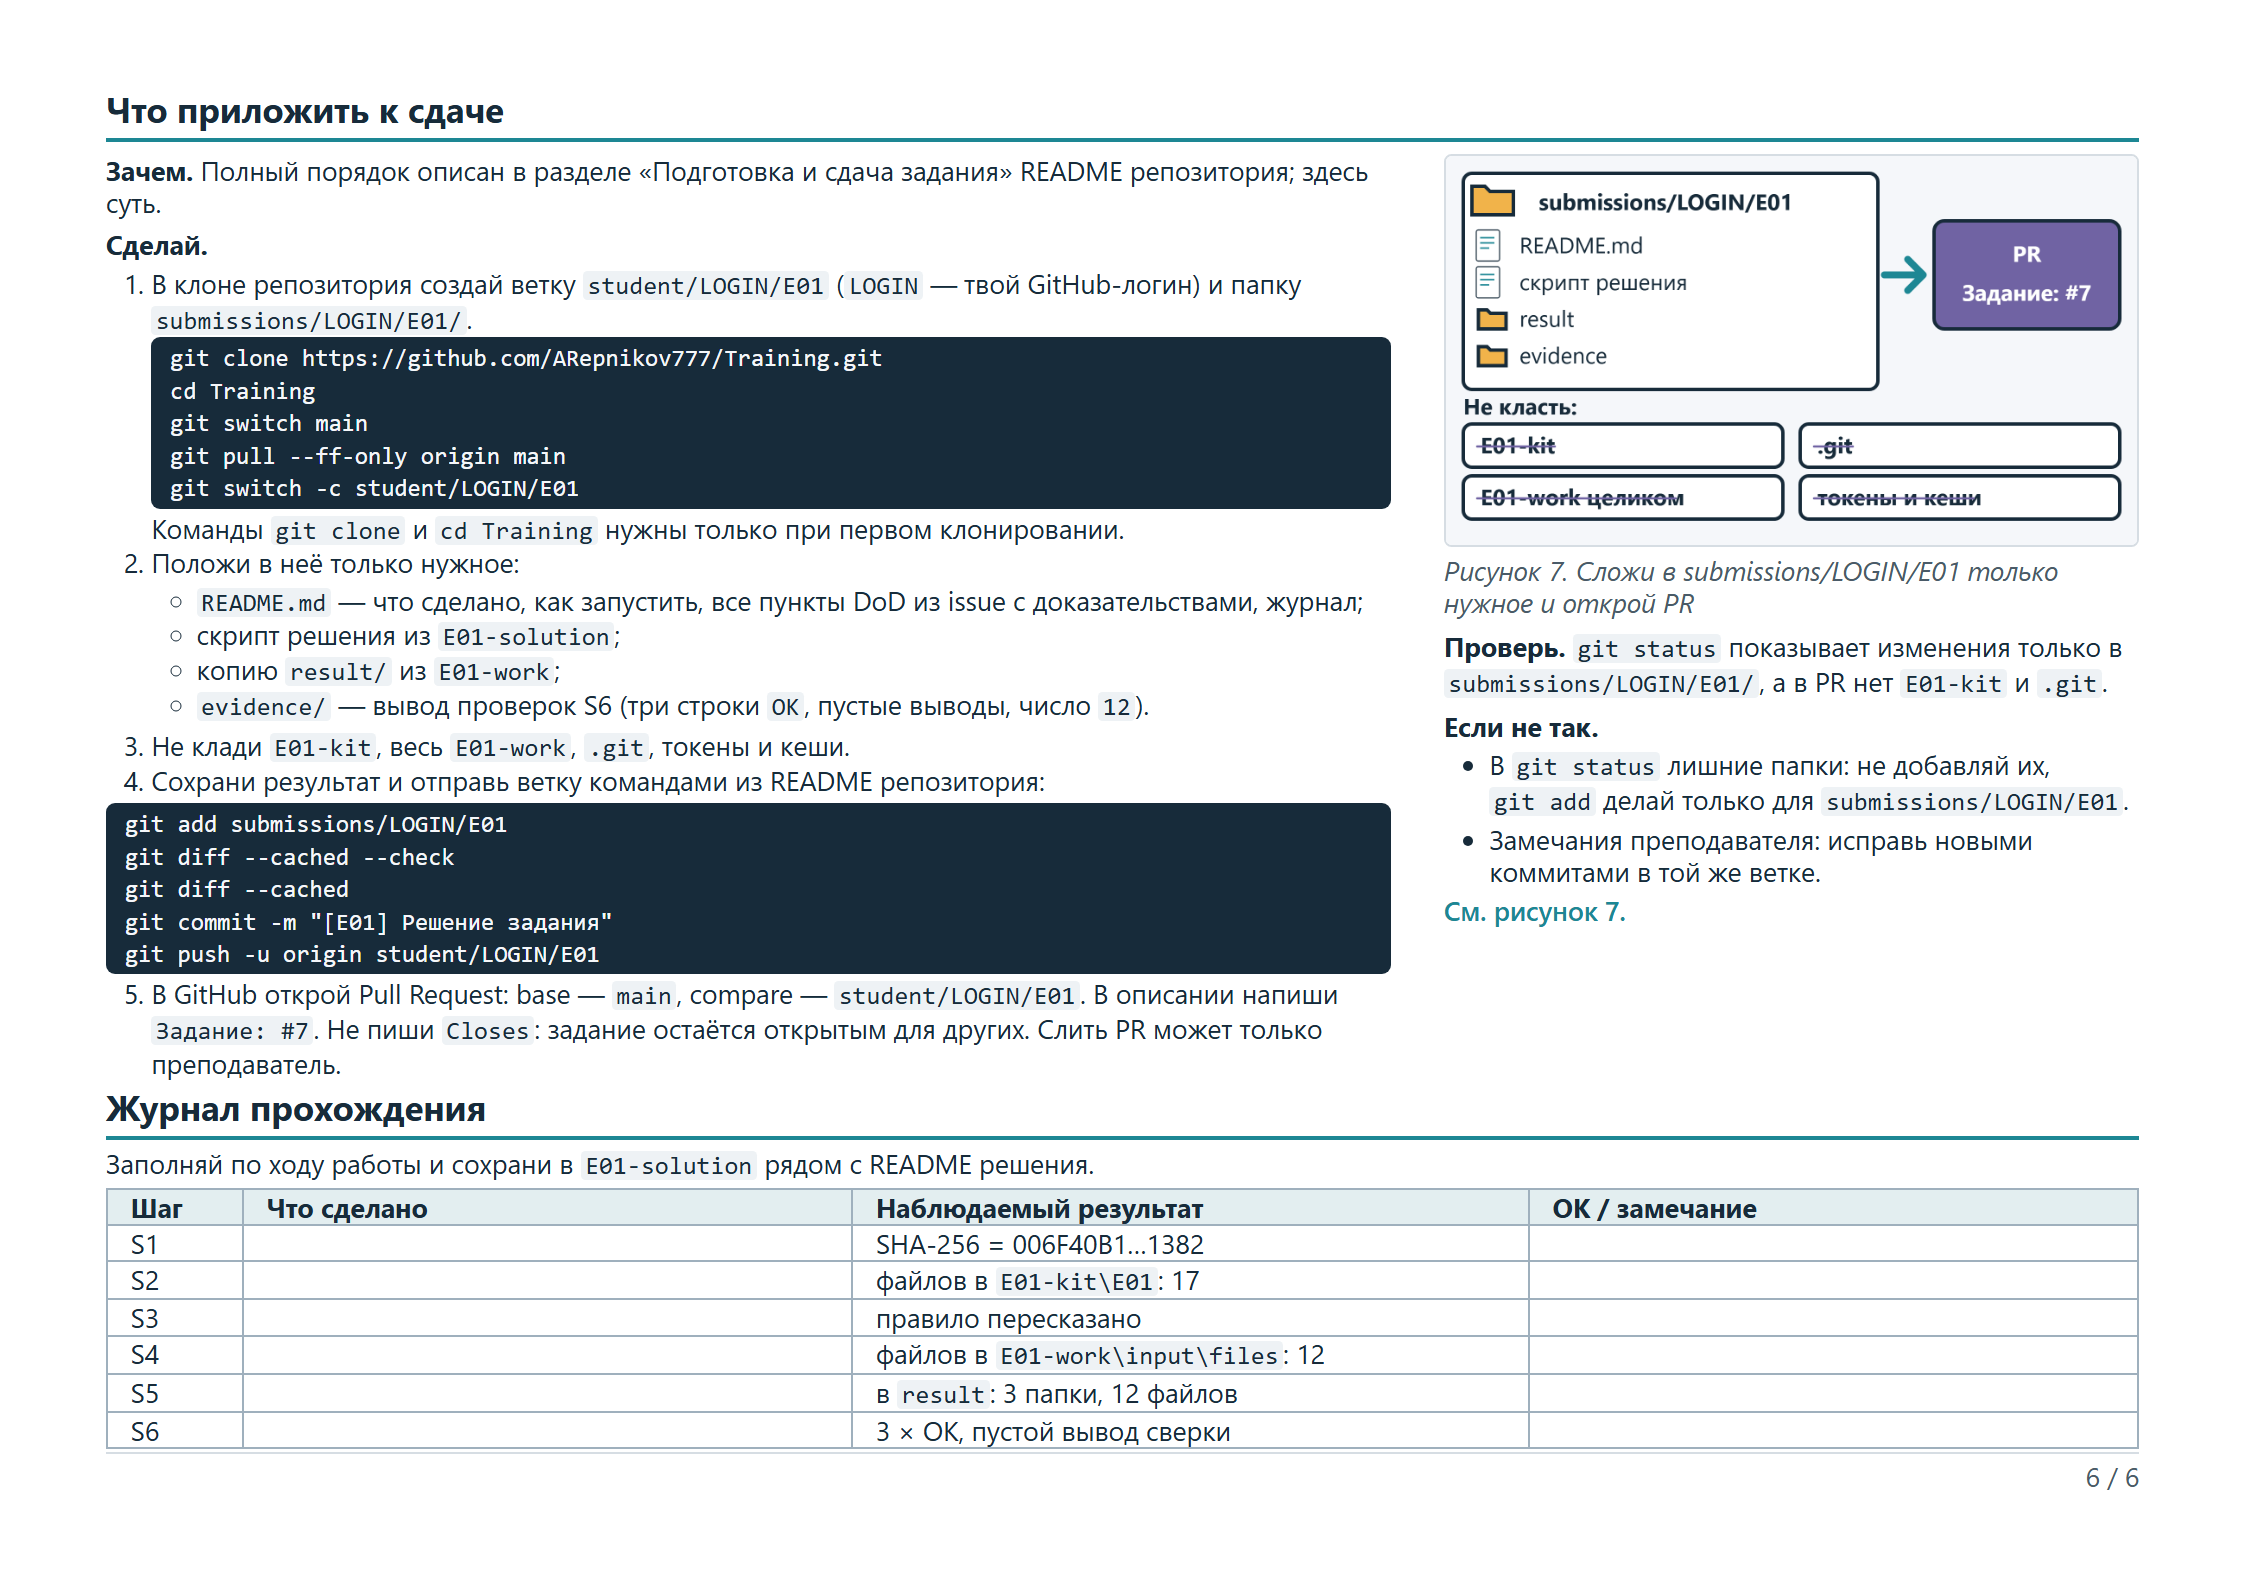 Что приложить к сдаче
Зачем. Полный порядок описан в разделе «Подготовка и сдача задания» README репозитория; здесь
суть.
Сделай.
1. В клоне репозитория создай ветку student/LOGIN/E01 (LOGIN — твой GitHub-логин) и папку
submissions/LOGIN/E01/.
git clone https://github.com/ARepnikov777/Training.git
cd Training
git switch main
git pull --ff-only origin main
git switch -c student/LOGIN/E01
Команды git clone и cd Training нужны только при первом клонировании.
2. Положи в неё только нужное:
○ README.md — что сделано, как запустить, все пункты DoD из issue с доказательствами, журнал;
○ скрипт решения из E01-solution;
○ копию result/ из E01-work;
○ evidence/ — вывод проверок S6 (три строки OK, пустые выводы, число 12).
3. Не клади E01-kit, весь E01-work, .git, токены и кеши.
4. Сохрани результат и отправь ветку командами из README репозитория:
git add submissions/LOGIN/E01
git diff --cached --check
git diff --cached
git commit -m "[E01] Решение задания"
git push -u origin student/LOGIN/E01
5. В GitHub открой Pull Request: base — main, compare — student/LOGIN/E01. В описании напиши
Задание: #7. Не пиши Closes: задание остаётся открытым для других. Слить PR может только
преподаватель.
submissions/LOGIN/E01
README.md
скрипт решения
result
evidence
PR
Задание: #7
Не класть:
E01-kit
.git
E01-work целиком
токены и кеши
Рисунок 7. Сложи в submissions/LOGIN/E01 только
нужное и открой PR
Проверь. git status показывает изменения только в
submissions/LOGIN/E01/, а в PR нет E01-kit и .git.
Если не так.
• В git status лишние папки: не добавляй их,
git add делай только для submissions/LOGIN/E01.
• Замечания преподавателя: исправь новыми
коммитами в той же ветке.
См. рисунок 7.
Журнал прохождения
Заполняй по ходу работы и сохрани в E01-solution рядом с README решения.
Шаг Что сделано Наблюдаемый результат ОК / замечание
S1 SHA-256 = 006F40B1…1382
S2 файлов в E01-kit\E01: 17
S3 правило пересказано
S4 файлов в E01-work\input\files: 12
S5 в result: 3 папки, 12 файлов
S6 3 × OK, пустой вывод сверки
6 / 6